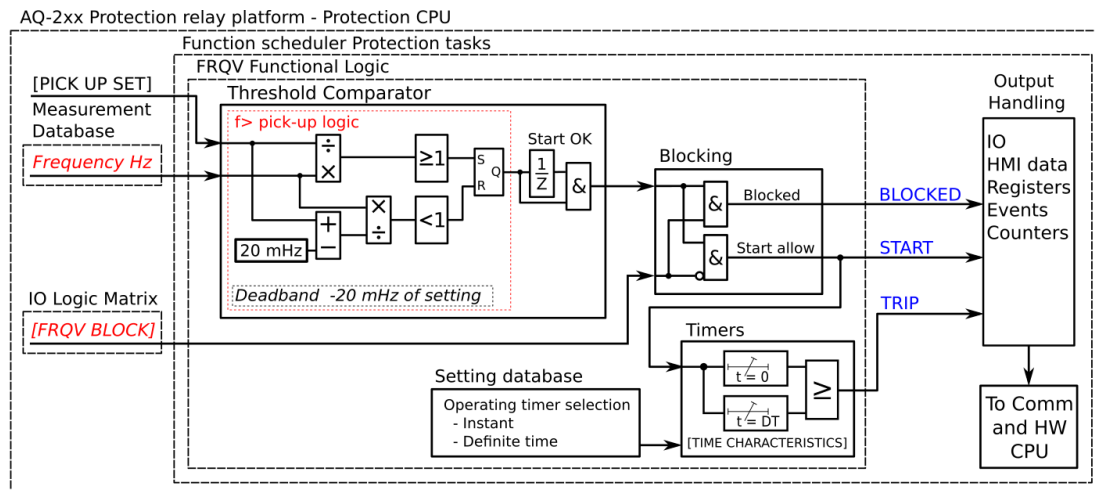 AQ-2xx Protection relay platform - Protection CPU
Function scheduler Protection tasks
FRQV Functional Logic
Threshold Comparator
[PICK UP SET]
Measurement
Database
Frequency Hz
f> pick-up logic
÷
×
≥1
S
Q
R
Start OK
1
Z
&
×
÷
<1
+
−
20 mHz
Deadband -20 mHz of setting
IO Logic Matrix
[FRQV BLOCK]
Blocking
&
Blocked
&
Start allow
BLOCKED
START
TRIP
Timers
t = 0
t = DT
≥
[TIME CHARACTERISTICS]
Setting database
Operating timer selection
- Instant
- Definite time
Output
Handling
IO
HMI data
Registers
Events
Counters
To Comm
and HW
CPU